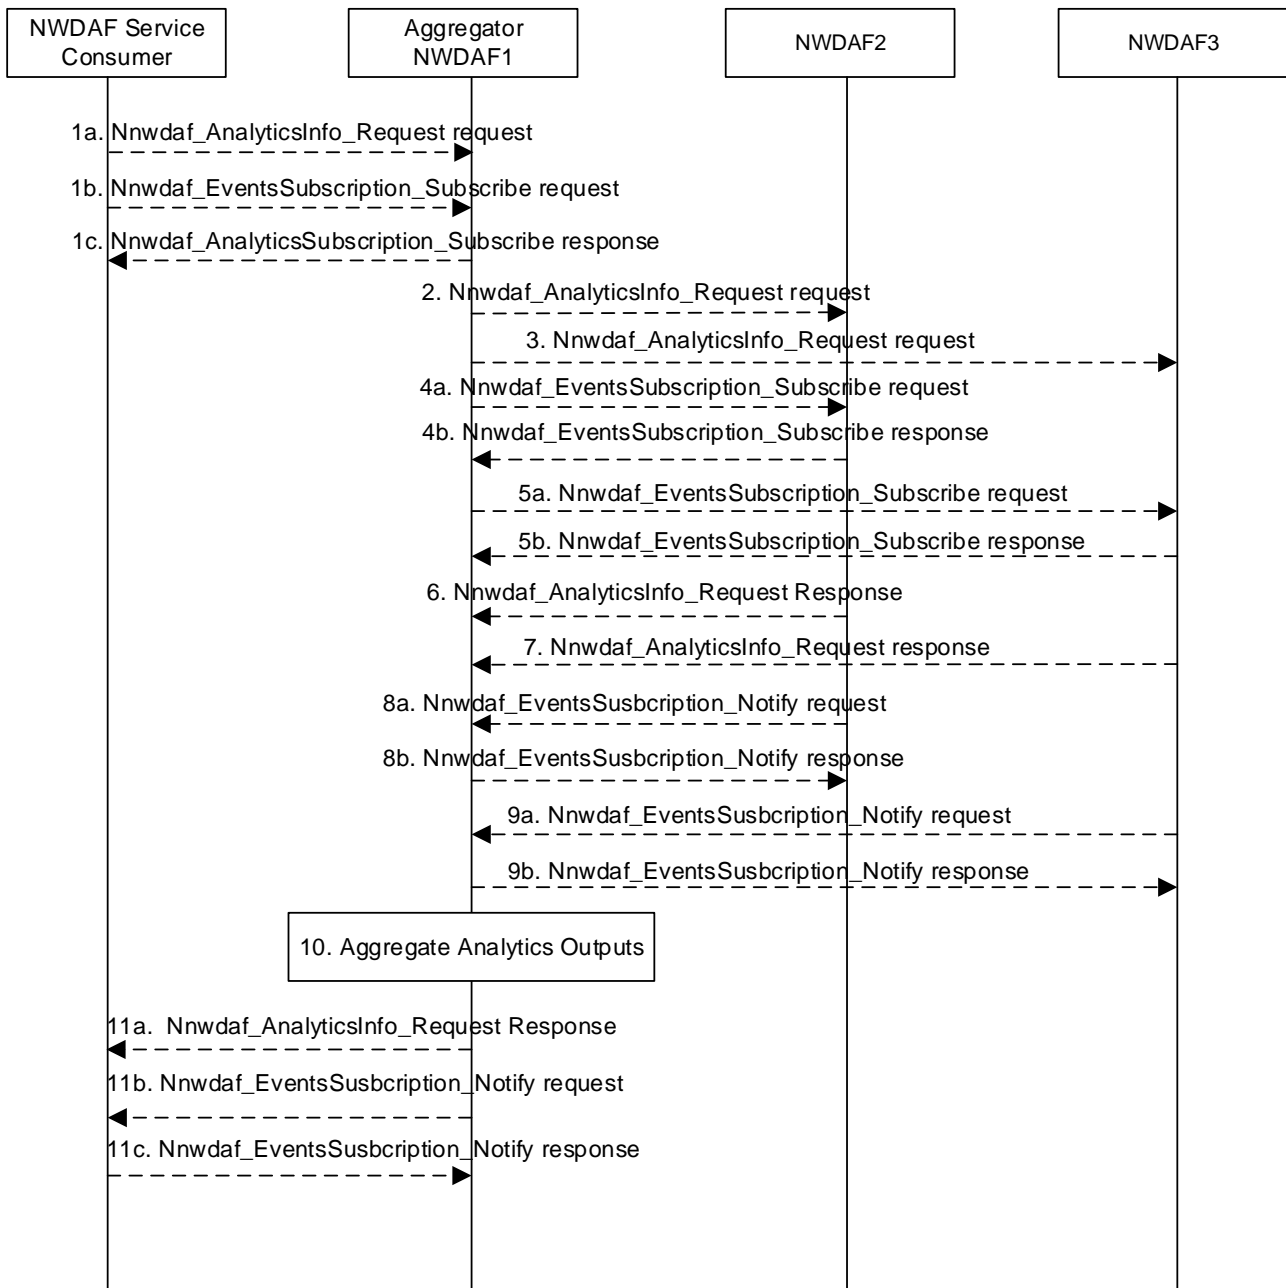 NWDAF Service
Consumer
Aggregator
NWDAF1
NWDAF2
NWDAF3
1a. Nnwdaf_AnalyticsInfo_Request request
1b. Nnwdaf_EventsSubscription_Subscribe request
1c. Nnwdaf_AnalyticsSubscription_Subscribe response
2. Nnwdaf_AnalyticsInfo_Request request
3. Nnwdaf_AnalyticsInfo_Request request
4a. Nnwdaf_EventsSubscription_Subscribe request
4b. Nnwdaf_EventsSubscription_Subscribe response
5a. Nnwdaf_EventsSubscription_Subscribe request
5b. Nnwdaf_EventsSubscription_Subscribe response
6. Nnwdaf_AnalyticsInfo_Request Response
7. Nnwdaf_AnalyticsInfo_Request response
8a. Nnwdaf_EventsSusbcription_Notify request
8b. Nnwdaf_EventsSusbcription_Notify response
9a. Nnwdaf_EventsSusbcription_Notify request
9b. Nnwdaf_EventsSusbcription_Notify response
10. Aggregate Analytics Outputs
11a. Nnwdaf_AnalyticsInfo_Request Response
11b. Nnwdaf_EventsSusbcription_Notify request
11c. Nnwdaf_EventsSusbcription_Notify response